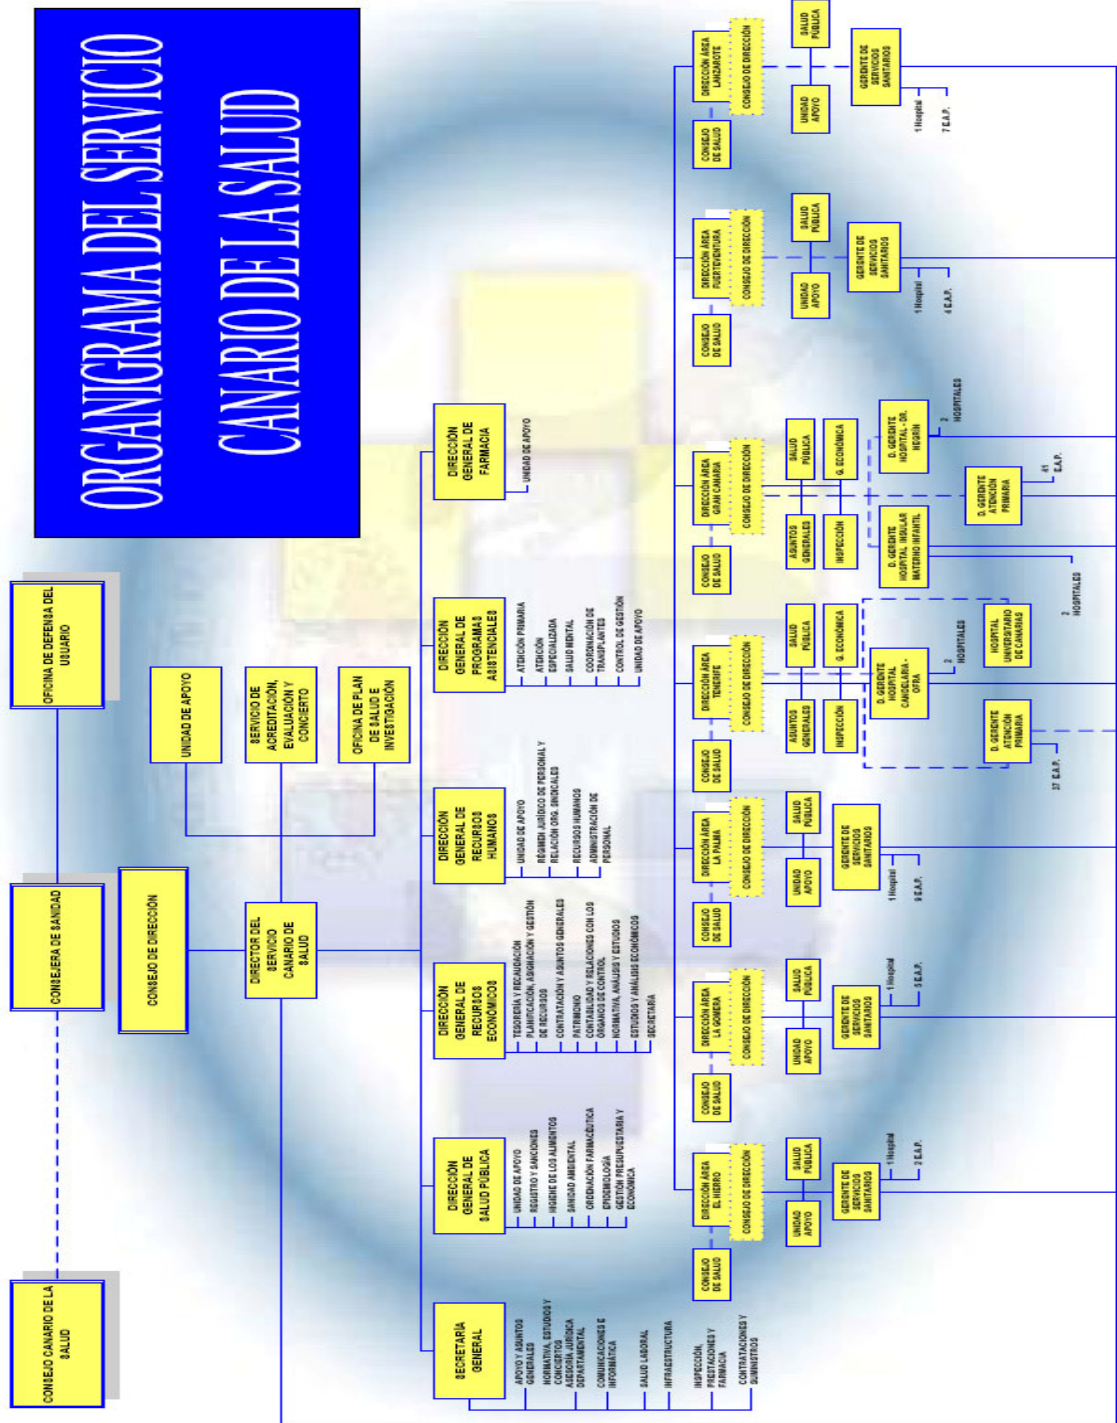 ORGANIGRAMA DEL SERVICIO
CANARIO DE LA SALUD
CONSEJO CANARIO DE LA
SALUD
CONSEJERA DE SANIDAD
OFICINA DE DEFENSA DEL
USUARIO
CONSEJO DE DIRECCIÓN
DIRECTOR DEL
SERVICIO
CANARIO DE
SALUD
UNIDAD DE APOYO
SERVICIO DE
ACREDITACIÓN,
EVALUACIÓN Y
CONCIERTO
OFICINA DE PLAN
DE SALUD E
INVESTIGACIÓN
SECRETARÍA
GENERAL
APOYO Y ASUNTOS
GENERALES
NORMATIVA, ESTUDIOS Y
CONCIERTOS
ASESORÍA JURÍDICA
DEPARTAMENTAL
COMUNICACIONES E
INFORMÁTICA
SALUD LABORAL
INFRAESTRUCTURA
INSPECCIÓN,
PRESTACIONES Y
FARMACIA
CONTRATACIONES Y
SUMINISTROS
DIRECCIÓN
GENERAL DE
SALUD PÚBLICA
UNIDAD DE APOYO
REGISTRO Y SANCIONES
HIGIENE DE LOS ALIMENTOS
SANIDAD AMBIENTAL
ORDENACIÓN FARMACÉUTICA
EPIDEMIOLOGÍA
GESTIÓN PRESUPUESTARIA Y
ECONÓMICA
DIRECCIÓN
GENERAL DE
RECURSOS
ECONÓMICOS
TESORERÍA Y RECAUDACIÓN
PLANIFICACIÓN, ASIGNACIÓN Y GESTIÓN
DE RECURSOS
CONTRATACIÓN Y ASUNTOS GENERALES
PATRIMONIO
CONTABILIDAD Y RELACIONES CON LOS
ÓRGANOS DE CONTROL
NORMATIVA, ANÁLISIS Y ESTUDIOS
ESTUDIOS Y ANÁLISIS ECONÓMICOS
SECRETARÍA
DIRECCIÓN
GENERAL DE
RECURSOS
HUMANOS
UNIDAD DE APOYO
RÉGIMEN JURÍDICO DE PERSONAL Y
RELACIÓN ORG. SINDICALES
RECURSOS HUMANOS
ADMINISTRACIÓN DE
PERSONAL
DIRECCIÓN
GENERAL DE
PROGRAMAS
ASISTENCIALES
ATENCIÓN PRIMARIA
ATENCIÓN
ESPECIALIZADA
SALUD MENTAL
COORDINACIÓN DE
TRANSPLANTES
CONTROL DE GESTIÓN
UNIDAD DE APOYO
DIRECCIÓN
GENERAL DE
FARMACIA
UNIDAD DE APOYO
CONSEJO
DE SALUD
DIRECCIÓN ÁREA
EL HIERRO
CONSEJO DE DIRECCIÓN
UNIDAD
APOYO
SALUD
PÚBLICA
GERENTE DE
SERVICIOS
SANITARIOS
1 Hospital
2 E.A.P.
CONSEJO
DE SALUD
DIRECCIÓN ÁREA
LA GOMERA
CONSEJO DE DIRECCIÓN
UNIDAD
APOYO
SALUD
PÚBLICA
GERENTE DE
SERVICIOS
SANITARIOS
1 Hospital
5 E.A.P.
CONSEJO
DE SALUD
DIRECCIÓN ÁREA
LA PALMA
CONSEJO DE DIRECCIÓN
UNIDAD
APOYO
SALUD
PÚBLICA
GERENTE DE
SERVICIOS
SANITARIOS
1 Hospital
9 E.A.P.
CONSEJO
DE SALUD
DIRECCIÓN ÁREA
TENERIFE
CONSEJO DE DIRECCIÓN
ASUNTOS
GENERALES
SALUD
PÚBLICA
INSPECCIÓN
G. ECONÓMICA
D. GERENTE
HOSPITAL
CANDELARIA -
OFRA
2
HOSPITALES
D. GERENTE
ATENCIÓN
PRIMARIA
37 E.A.P.
HOSPITAL
UNIVERSITARIO
DE CANARIAS
CONSEJO
DE SALUD
DIRECCIÓN ÁREA
GRAN CANARIA
CONSEJO DE DIRECCIÓN
ASUNTOS
GENERALES
SALUD
PÚBLICA
INSPECCIÓN
G. ECONÓMICA
D. GERENTE
HOSPITAL INSULAR
MATERNO INFANTIL
2
HOSPITALES
D. GERENTE
HOSPITAL - DR.
NEGRÍN
2
HOSPITALES
D. GERENTE
ATENCIÓN
PRIMARIA
41
E.A.P.
CONSEJO
DE SALUD
DIRECCIÓN ÁREA
FUERTEVENTURA
CONSEJO DE DIRECCIÓN
UNIDAD
APOYO
SALUD
PÚBLICA
GERENTE DE
SERVICIOS
SANITARIOS
1 Hospital
4 E.A.P.
CONSEJO
DE SALUD
DIRECCIÓN ÁREA
LANZAROTE
CONSEJO DE DIRECCIÓN
UNIDAD
APOYO
SALUD
PÚBLICA
GERENTE DE
SERVICIOS
SANITARIOS
1 Hospital
7 E.A.P.